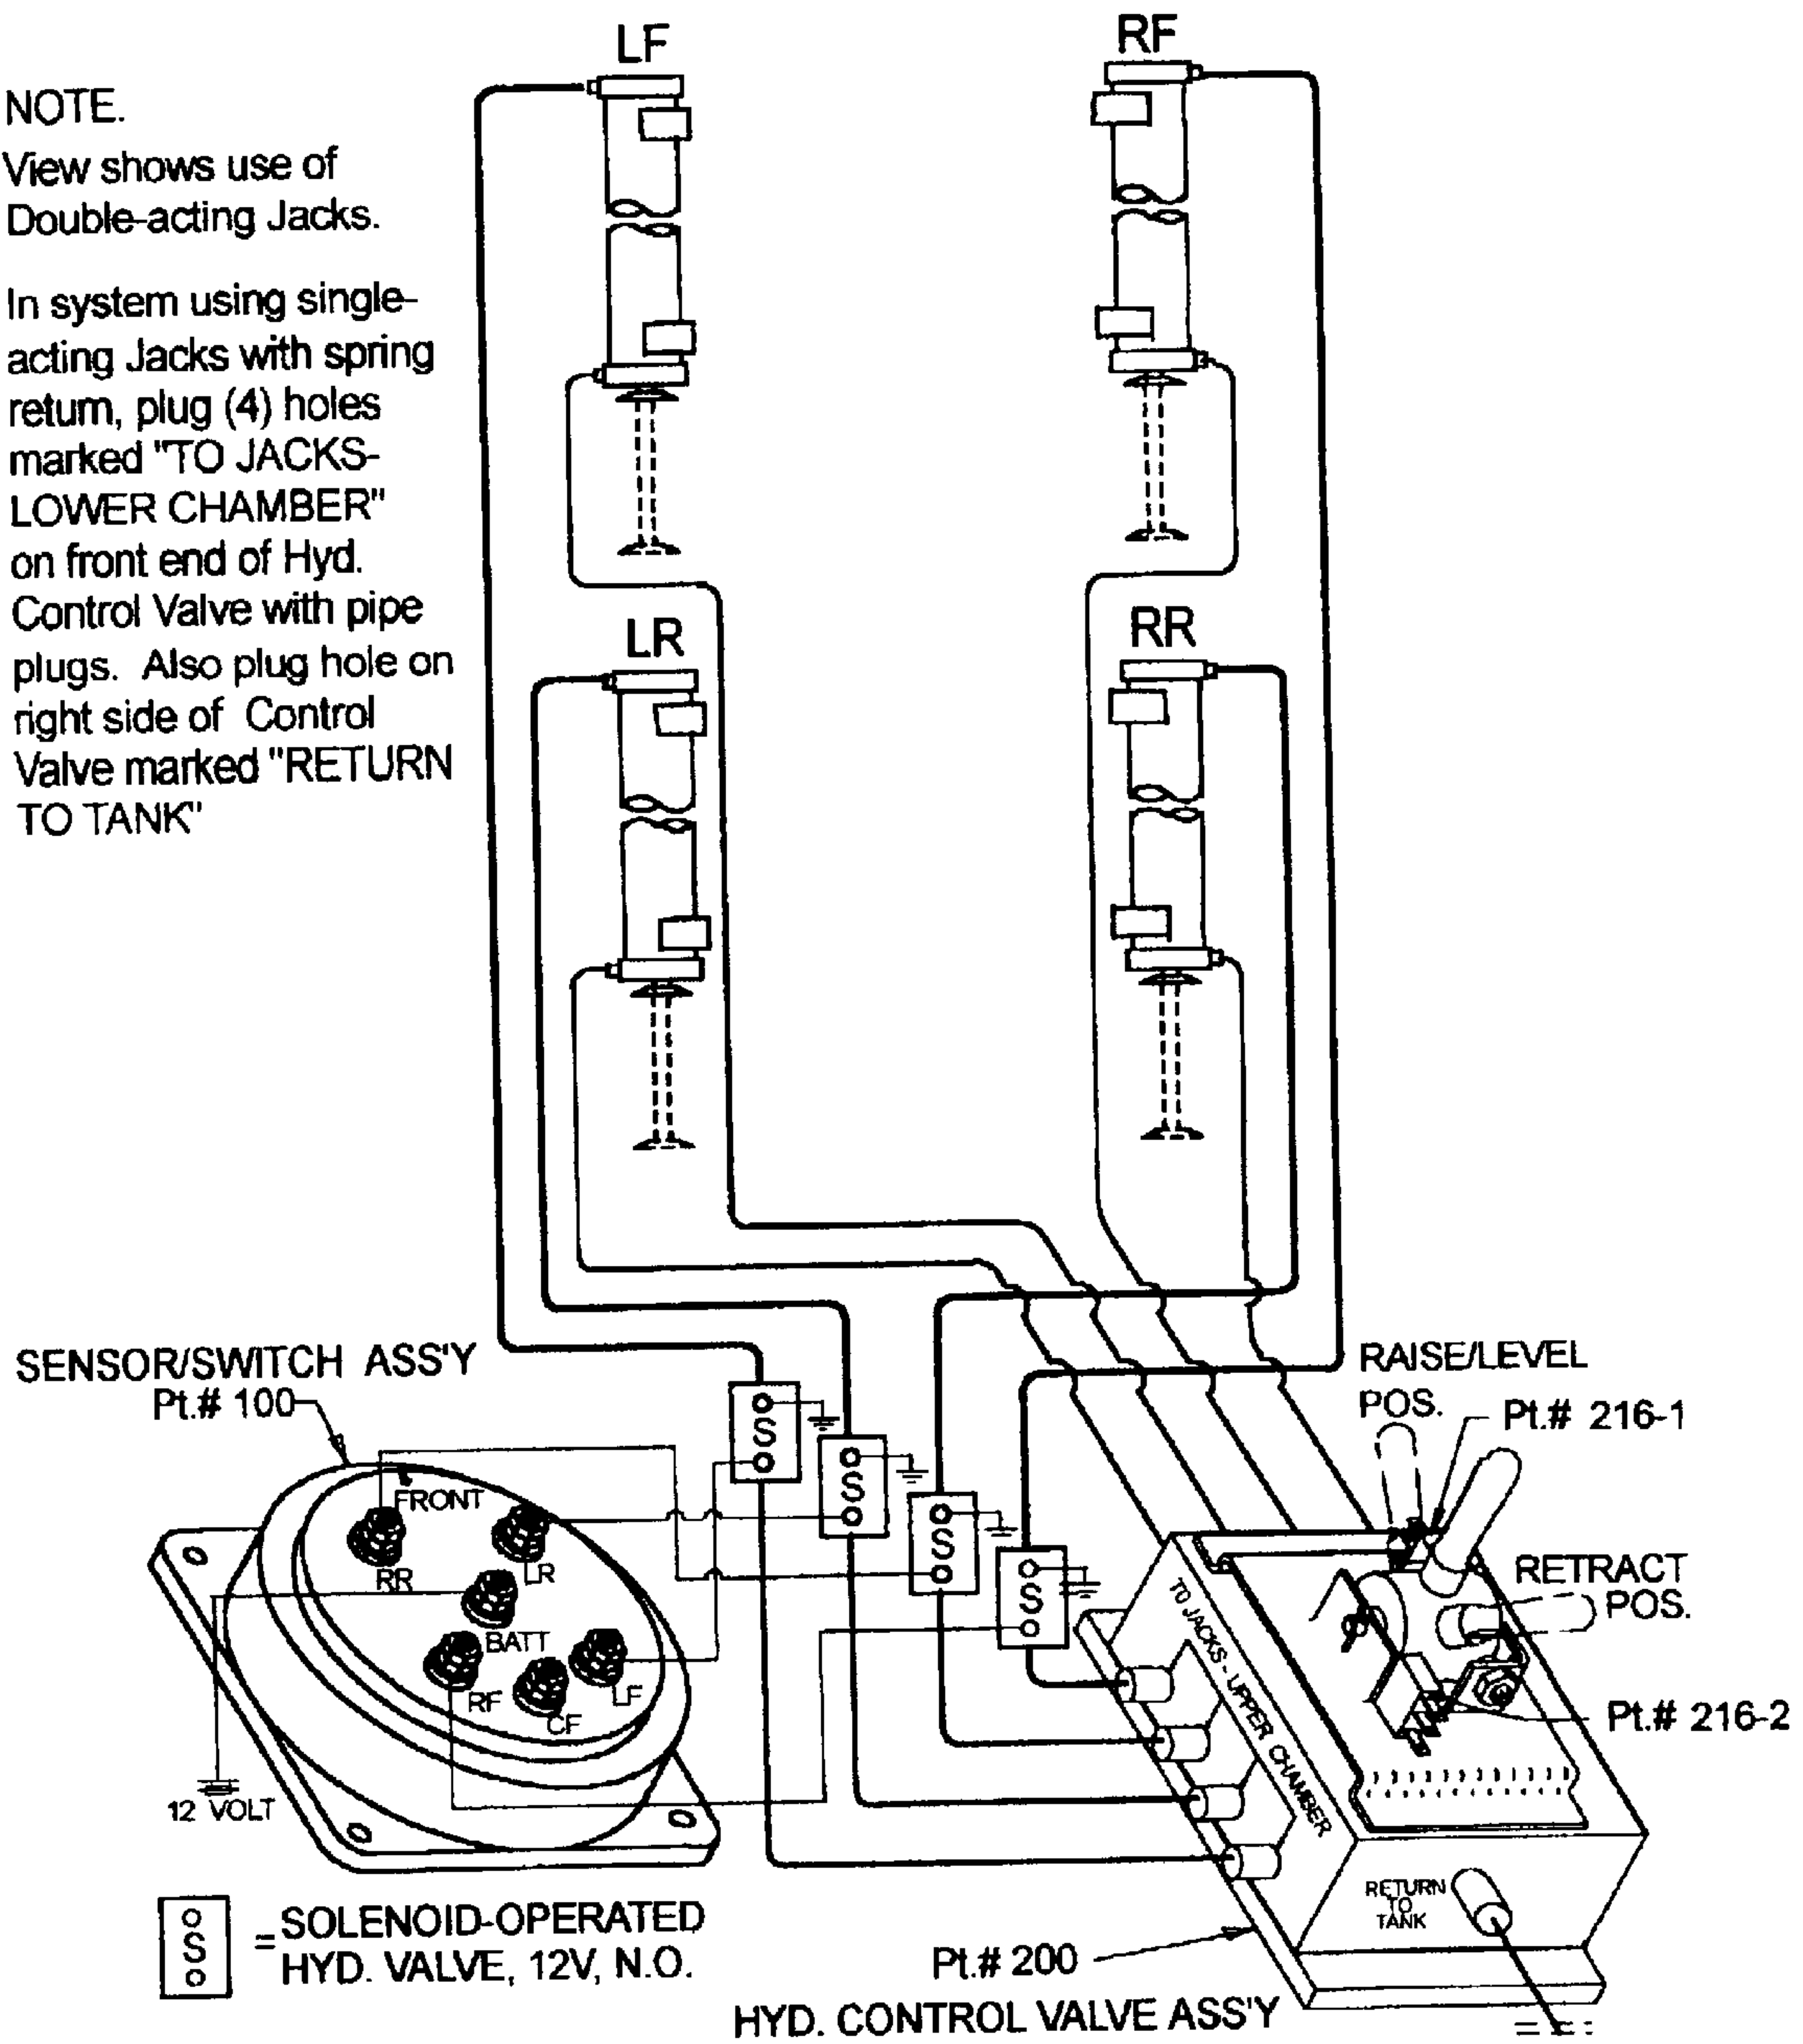 LF
RF
NOTE.
View shows use of
Double-acting Jacks.
In system using single-
acting Jacks with spring
return, plug (4) holes
marked "TO JACKS-
LOWER CHAMBER"
on front end of Hyd.
Control Valve with pipe
plugs. Also plug hole on
right side of Control
Valve marked "RETURN
TO TANK"
LR
RR
SENSOR/SWITCH ASS'Y
Pt.# 100
RAISE/LEVEL
POS.
Pt.# 216-1
S
S
S
S
FRONT
RR
LR
BATT
RF
CF
LF
12 VOLT
RETRACT
POS.
Pt.# 216-2
TO JACKS - UPPER CHAMBER
RETURN
TO
TANK
S
= SOLENOID-OPERATED
HYD. VALVE, 12V, N.O.
Pt.# 200
HYD. CONTROL VALVE ASS'Y